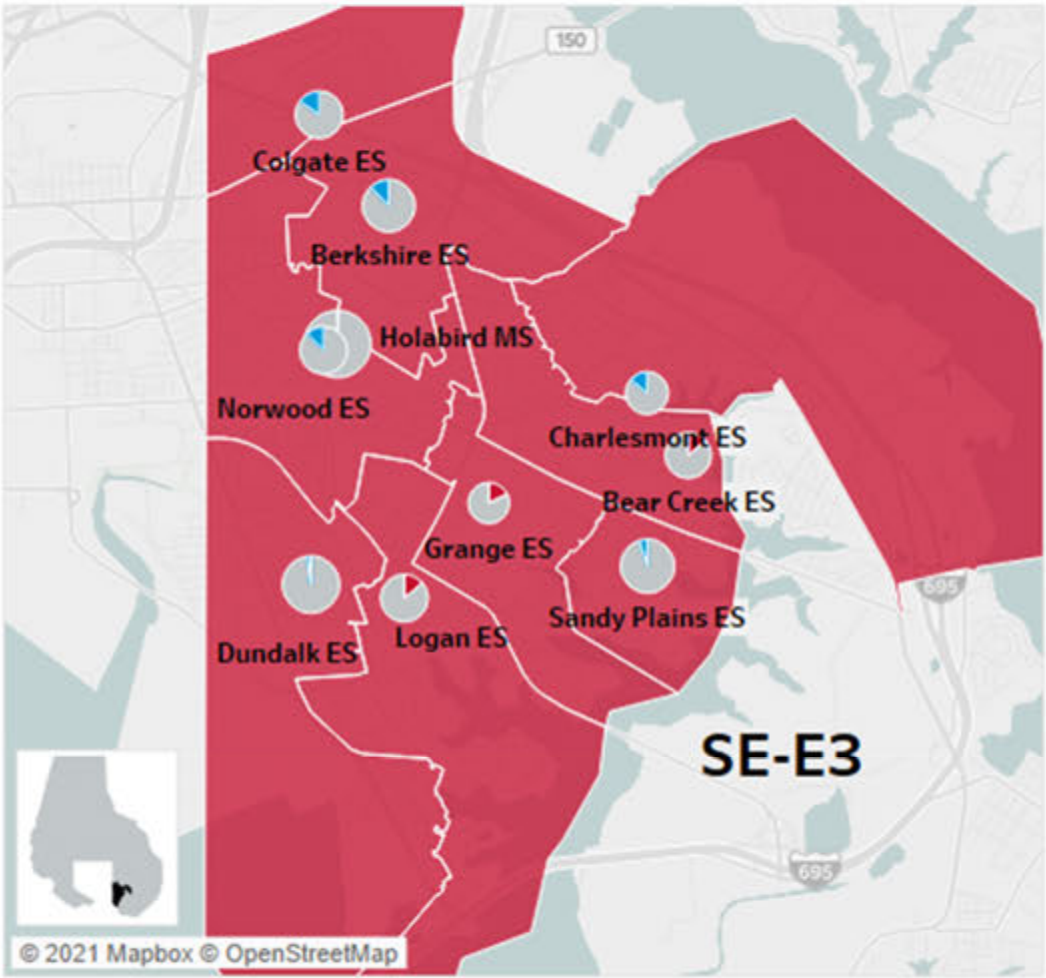 150
Colgate ES
Berkshire ES
Holabird MS
Norwood ES
Charlesmont ES
Bear Creek ES
Grange ES
Sandy Plains ES
695
Logan ES
Dundalk ES
SE-E3
695
© 2021 Mapbox © OpenStreetMap